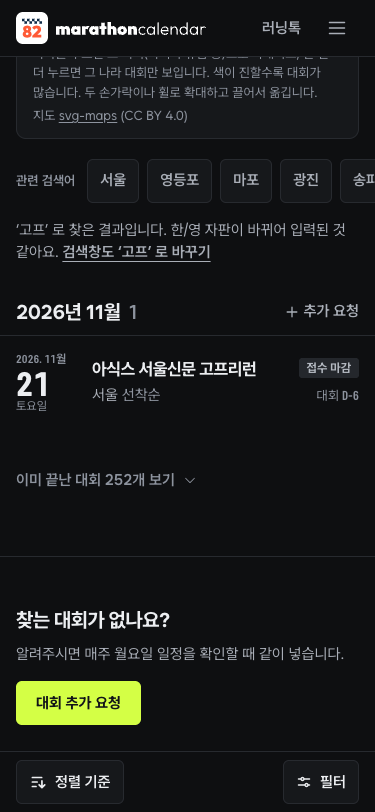 82 marathoncalendar
러닝톡
더 누르면 그 나라 대회만 보입니다. 색이 진할수록 대회가
많습니다. 두 손가락이나 휠로 확대하고 끌어서 옮깁니다.
지도 svg-maps (CC BY 4.0)
관련 검색어
서울
영등포
마포
광진
송파
‘고프’ 로 찾은 결과입니다. 한/영 자판이 바뀌어 입력된 것
같아요. 검색창도 ‘고프’ 로 바꾸기
2026년 11월 1
+ 추가 요청
2026. 11월
21
토요일
아식스 서울신문 고프리런
서울 선착순
접수 마감
대회 D-6
이미 끝난 대회 252개 보기
찾는 대회가 없나요?
알려주시면 매주 월요일 일정을 확인할 때 같이 넣습니다.
대회 추가 요청
정렬 기준
필터